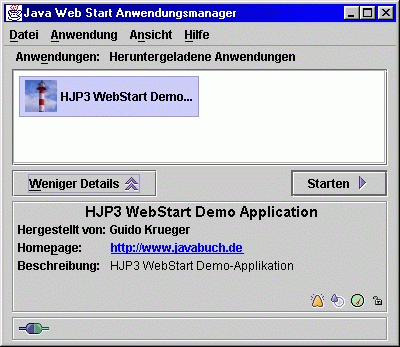 Java Web Start Anwendungsmanager
Datei Anwendung Ansicht Hilfe
Anwendungen: Heruntergeladene Anwendungen
HJP3 WebStart Demo...
Weniger Details Starten
HJP3 WebStart Demo Application
Hergestellt von: Guido Krueger
Homepage: http://www.javabuch.de
Beschreibung: HJP3 WebStart Demo-Applikation